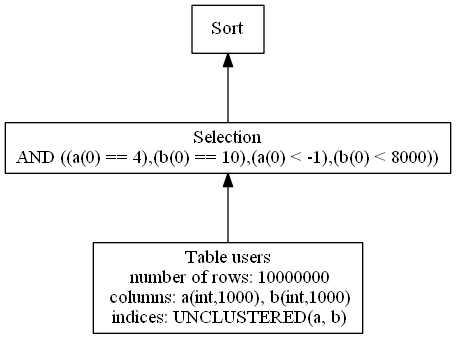 Sort
Selection
AND ((a(0) == 4),(b(0) == 10),(a(0) < -1),(b(0) < 8000))
Table users
number of rows: 10000000
columns: a(int,1000), b(int,1000)
indices: UNCLUSTERED(a, b)